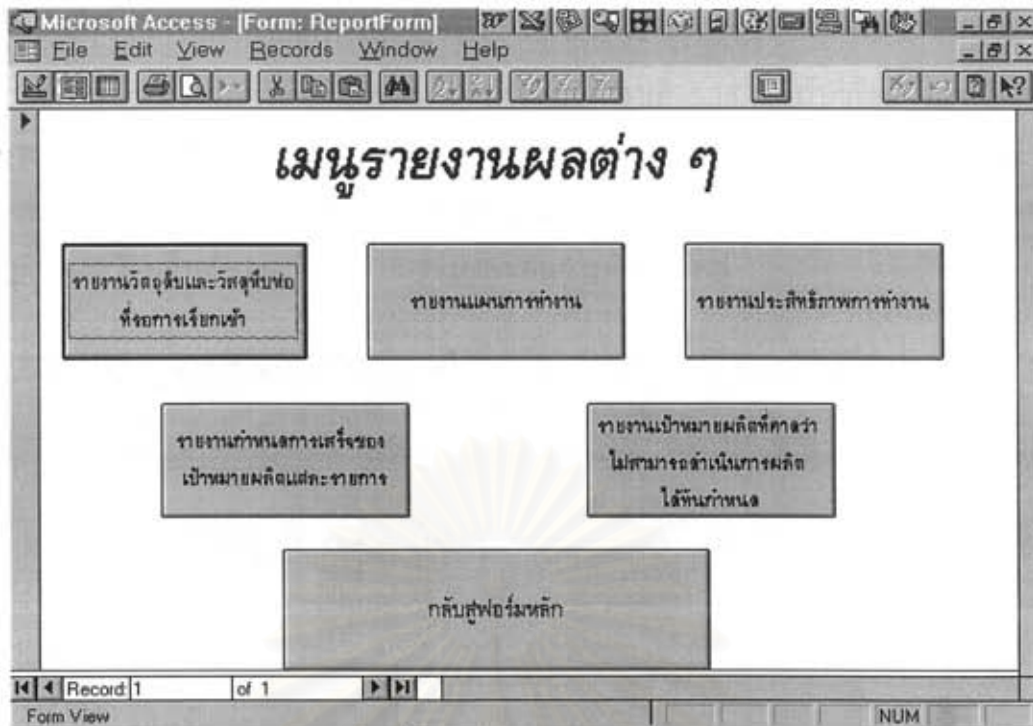 Microsoft Access - [Form: ReportForm]
File Edit View Records Window Help
เมนูรายงานผลต่าง ๆ
รายงานวัตถุดิบและวัสดุหีบห่อ
ที่รอการเรียกเข้า
รายงานแผนการทำงาน
รายงานประสิทธิภาพการทำงาน
รายงานกำหนดการเสร็จของ
เป้าหมายผลิตแต่ละรายการ
รายงานเป้าหมายผลิตที่คาดว่า
ไม่สามารถดำเนินการผลิต
ได้ทันกำหนด
กลับสู่ฟอร์มหลัก
Record: 1 of 1
Form View NUM